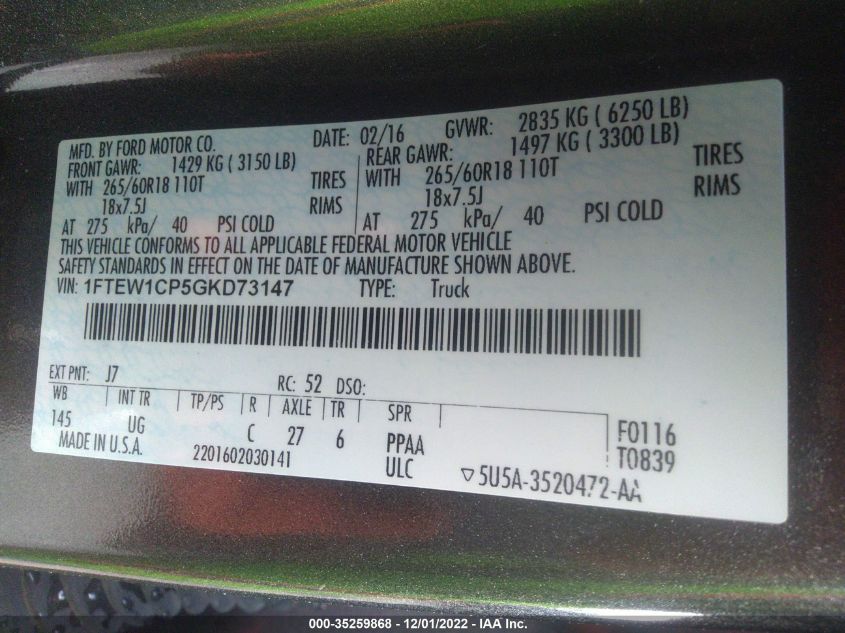 MFD. BY FORD MOTOR CO. DATE: 02/16 GVWR: 2835 KG ( 6250 LB)
FRONT GAWR: 1429 KG ( 3150 LB) REAR GAWR: 1497 KG ( 3300 LB)
WITH 265/60R18 110T TIRES WITH 265/60R18 110T TIRES
18x7.5J RIMS 18x7.5J RIMS
AT 275 kPa/ 40 PSI COLD AT 275 kPa/ 40 PSI COLD
THIS VEHICLE CONFORMS TO ALL APPLICABLE FEDERAL MOTOR VEHICLE
SAFETY STANDARDS IN EFFECT ON THE DATE OF MANUFACTURE SHOWN ABOVE.
VIN: 1FTEW1CP5GKD73147 TYPE: Truck
EXT PNT: J7 RC: 52 DSO:
WB INT TR TP/PS R AXLE TR SPR
145 UG C 27 6 PPAA F0116
MADE IN U.S.A. 2201602030141 ULC T0839
▽5U5A-3520472-AA
000-35259868 - 12/01/2022 - IAA Inc.